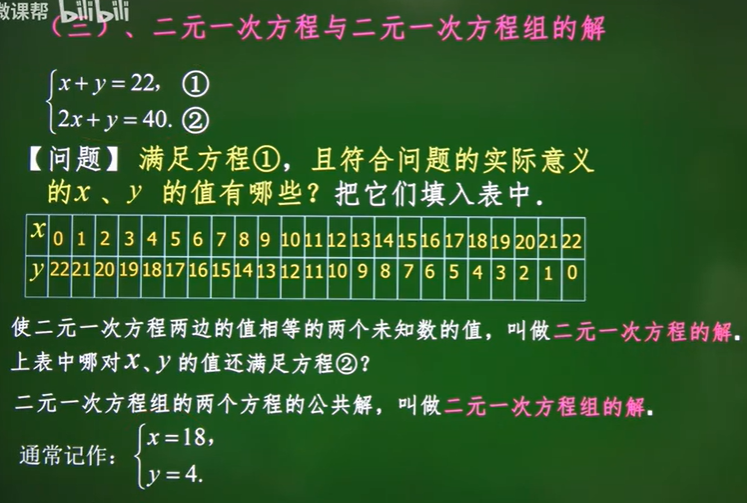 微课帮 bilibili
（三）、二元一次方程与二元一次方程组的解
x+y=22, ①
2x+y=40. ②
【问题】满足方程①，且符合问题的实际意义
的x、y 的值有哪些？把它们填入表中．
x 0 1 2 3 4 5 6 7 8 9 10 11 12 13 14 15 16 17 18 19 20 21 22
y 22 21 20 19 18 17 16 15 14 13 12 11 10 9 8 7 6 5 4 3 2 1 0
使二元一次方程两边的值相等的两个未知数的值，叫做二元一次方程的解．
上表中哪对x、y的值还满足方程②？
二元一次方程组的两个方程的公共解，叫做二元一次方程组的解．
通常记作：
x=18,
y=4.